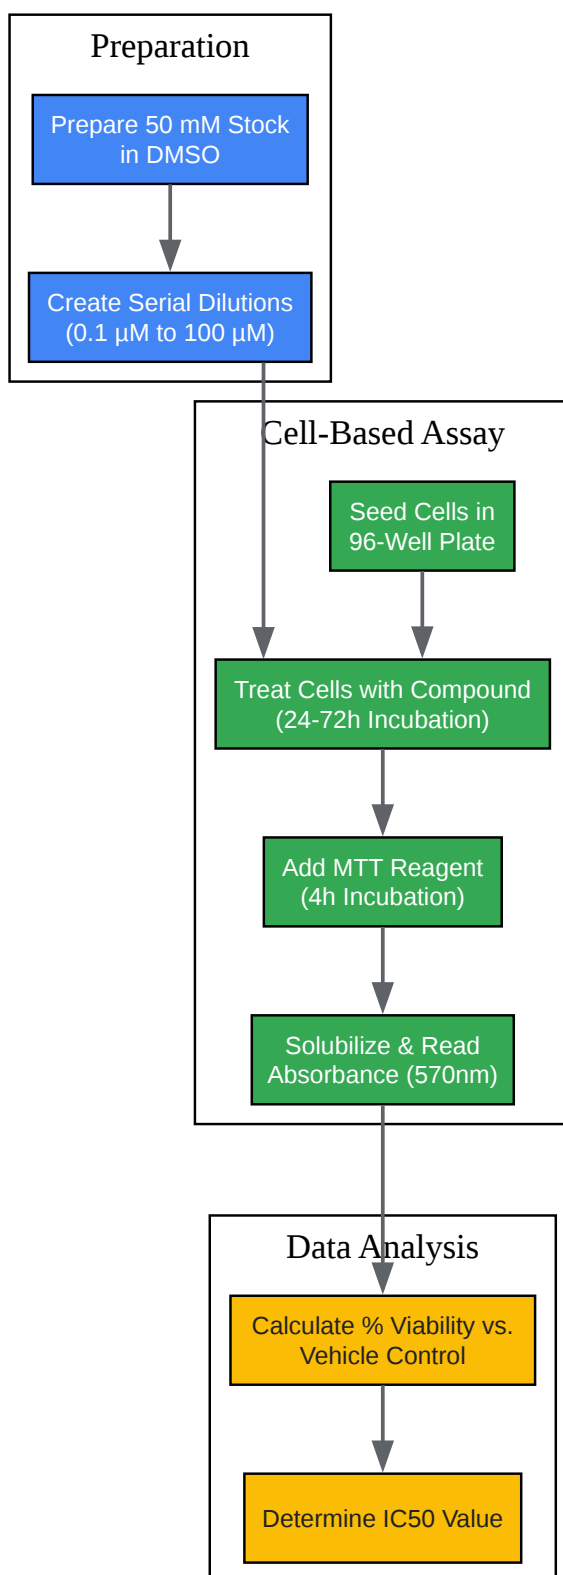 Preparation
Prepare 50 mM Stock
in DMSO
Create Serial Dilutions
(0.1 µM to 100 µM)
Cell-Based Assay
Seed Cells in
96-Well Plate
Treat Cells with Compound
(24-72h Incubation)
Add MTT Reagent
(4h Incubation)
Solubilize & Read
Absorbance (570nm)
Data Analysis
Calculate % Viability vs.
Vehicle Control
Determine IC50 Value